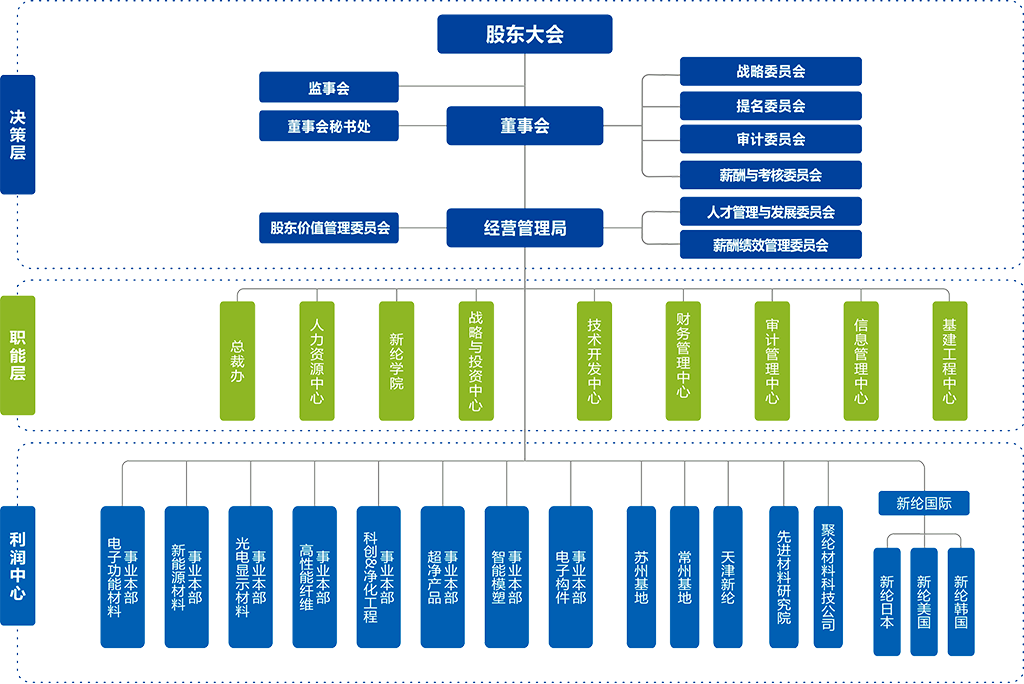 股东大会
决策层
监事会
董事会秘书处
董事会
战略委员会
提名委员会
审计委员会
薪酬与考核委员会
股东价值管理委员会
经营管理局
人才管理与发展委员会
薪酬绩效管理委员会
职能层
总裁办
人力资源中心
新纶学院
战略与投资中心
技术开发中心
财务管理中心
审计管理中心
信息管理中心
基建工程中心
利润中心
电子功能材料
事业本部
新能源材料
事业本部
光电显示材料
事业本部
高性能纤维
事业本部
科创&净化工程
事业本部
超净产品
事业本部
智能模塑
事业本部
电子构件
事业本部
苏州基地
常州基地
天津新纶
先进材料研究院
聚纶材料科技公司
新纶国际
新纶日本
新纶美国
新纶韩国